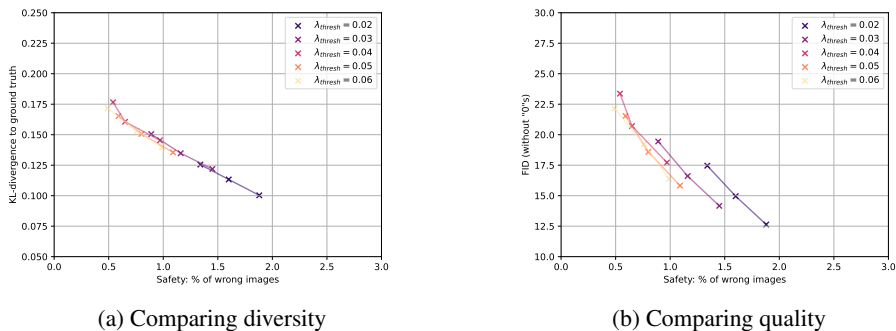 0.250
0.225
0.200
0.175
0.150
0.125
0.100
0.075
0.050
KL-divergence to ground truth
0.0 0.5 1.0 1.5 2.0 2.5 3.0
Safety: % of wrong images
λthresh = 0.02
λthresh = 0.03
λthresh = 0.04
λthresh = 0.05
λthresh = 0.06
(a) Comparing diversity
30.0
27.5
25.0
22.5
20.0
17.5
15.0
12.5
10.0
FID (without "0"s)
0.0 0.5 1.0 1.5 2.0 2.5 3.0
Safety: % of wrong images
λthresh = 0.02
λthresh = 0.03
λthresh = 0.04
λthresh = 0.05
λthresh = 0.06
(b) Comparing quality